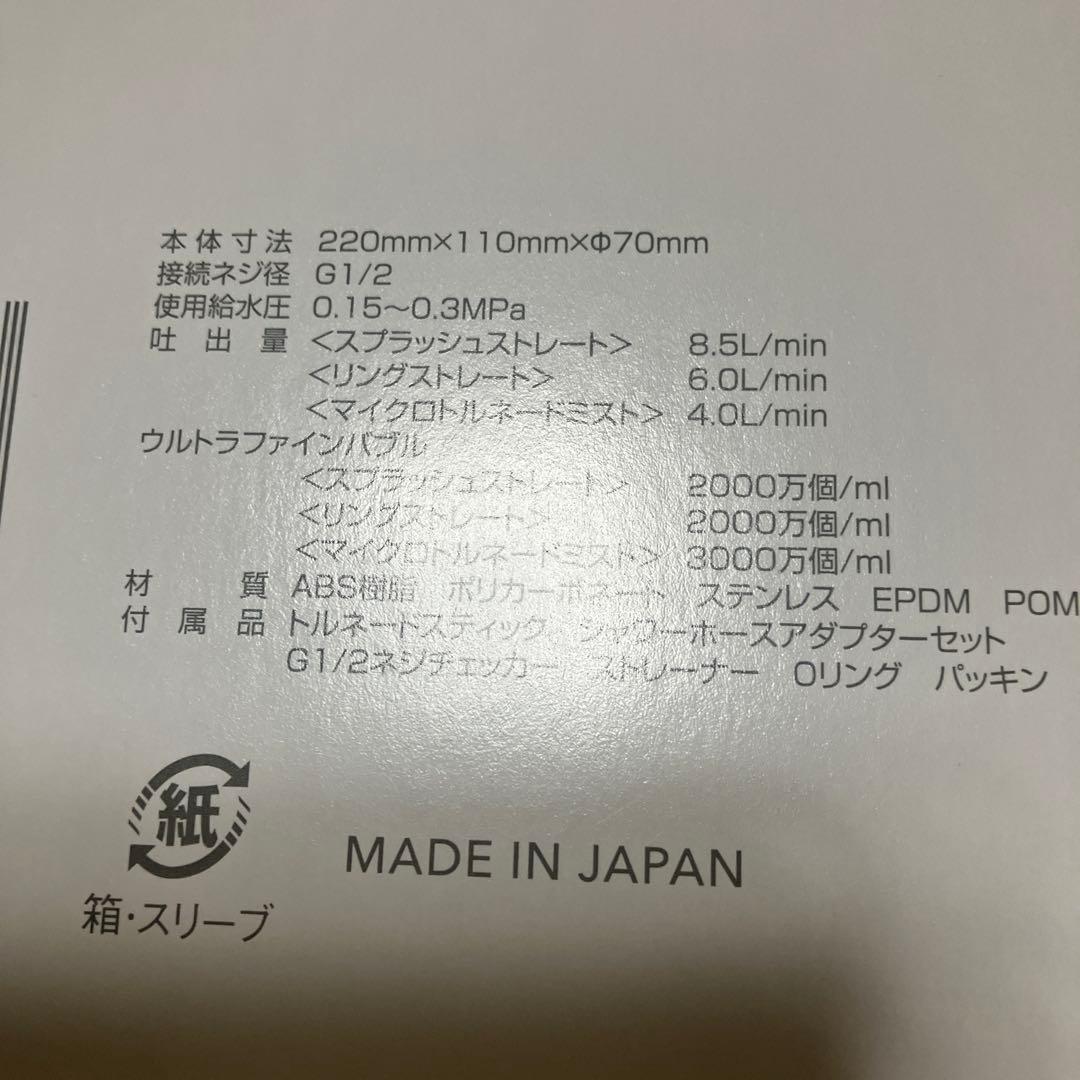 本体寸法 220mm×110mm×Φ70mm
接続ネジ径 G1/2
使用給水圧 0.15～0.3MPa
吐出量 <スプラッシュストレート> 8.5L/min
<リングストレート> 6.0L/min
<マイクロトルネードミスト> 4.0L/min
ウルトラファインバブル
<スプラッシュストレート> 2000万個/ml
<リングストレート> 2000万個/ml
<マイクロトルネードミスト> 3000万個/ml
材質 ABS樹脂 ポリカーボネート ステンレス EPDM POM
付属品 トルネードスティック シャワーホースアダプターセット
G1/2ネジチェッカー ストレーナー Oリング パッキン
紙
箱・スリーブ
MADE IN JAPAN